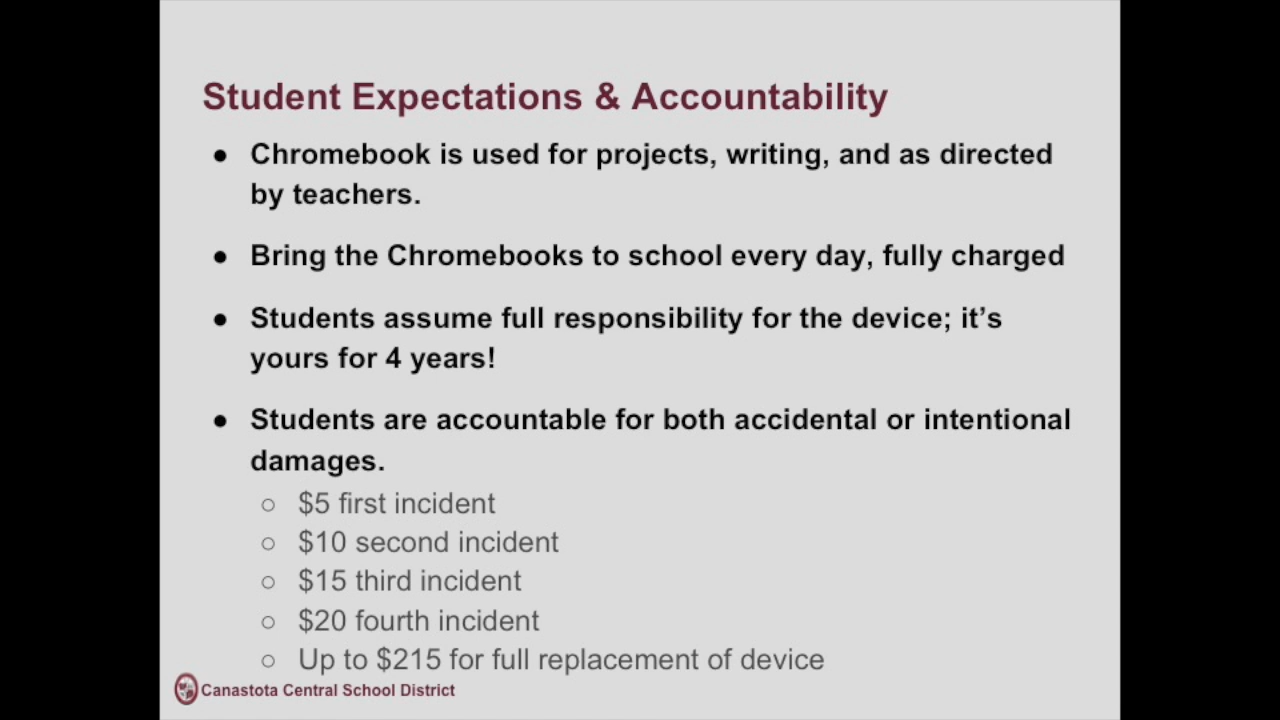 Student Expectations & Accountability
● Chromebook is used for projects, writing, and as directed
by teachers.
● Bring the Chromebooks to school every day, fully charged
● Students assume full responsibility for the device; it’s
yours for 4 years!
● Students are accountable for both accidental or intentional
damages.
○ $5 first incident
○ $10 second incident
○ $15 third incident
○ $20 fourth incident
○ Up to $215 for full replacement of device
Canastota Central School District